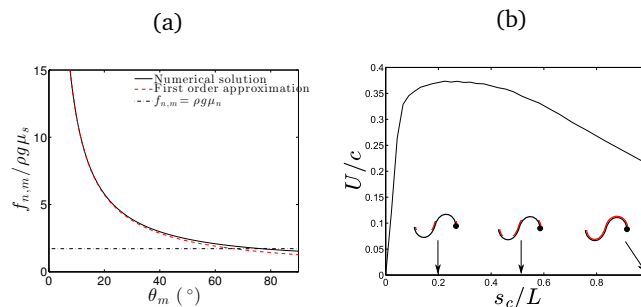 (a)
(b)
15
10
5
0
0 20 40 60 80
θ_m (°)
f_{n,m}/ρgμ_s
Numerical solution
First order approximation
f_{n,m} = ρgμ_n
0.4
0.35
0.3
0.25
0.2
0.15
0.1
0.05
0
0 0.2 0.4 0.6 0.8
s_c/L
U/c